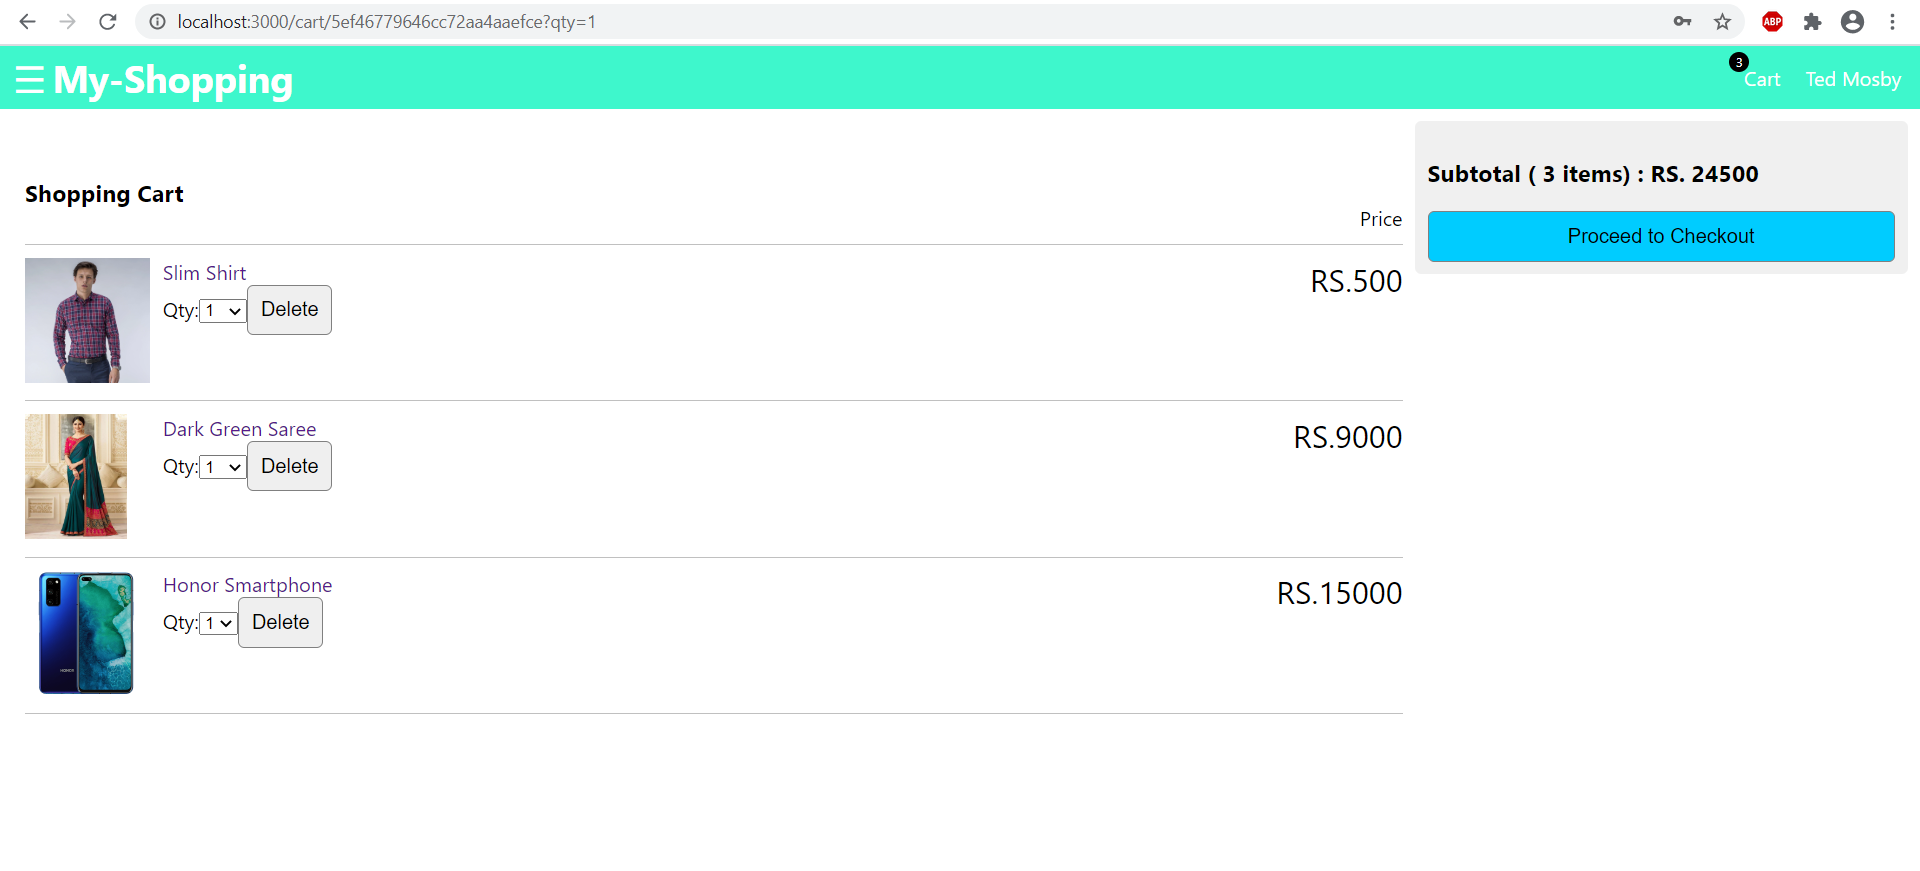 localhost:3000/cart/5ef46779646cc72aa4aaefce?qty=1
ABP
☰ My-Shopping
3
Cart
Ted Mosby
Shopping Cart
Price
Slim Shirt
Qty: 1 Delete
RS.500
Dark Green Saree
Qty: 1 Delete
RS.9000
Honor Smartphone
Qty: 1 Delete
RS.15000
HONOR
Subtotal ( 3 items) : RS. 24500
Proceed to Checkout